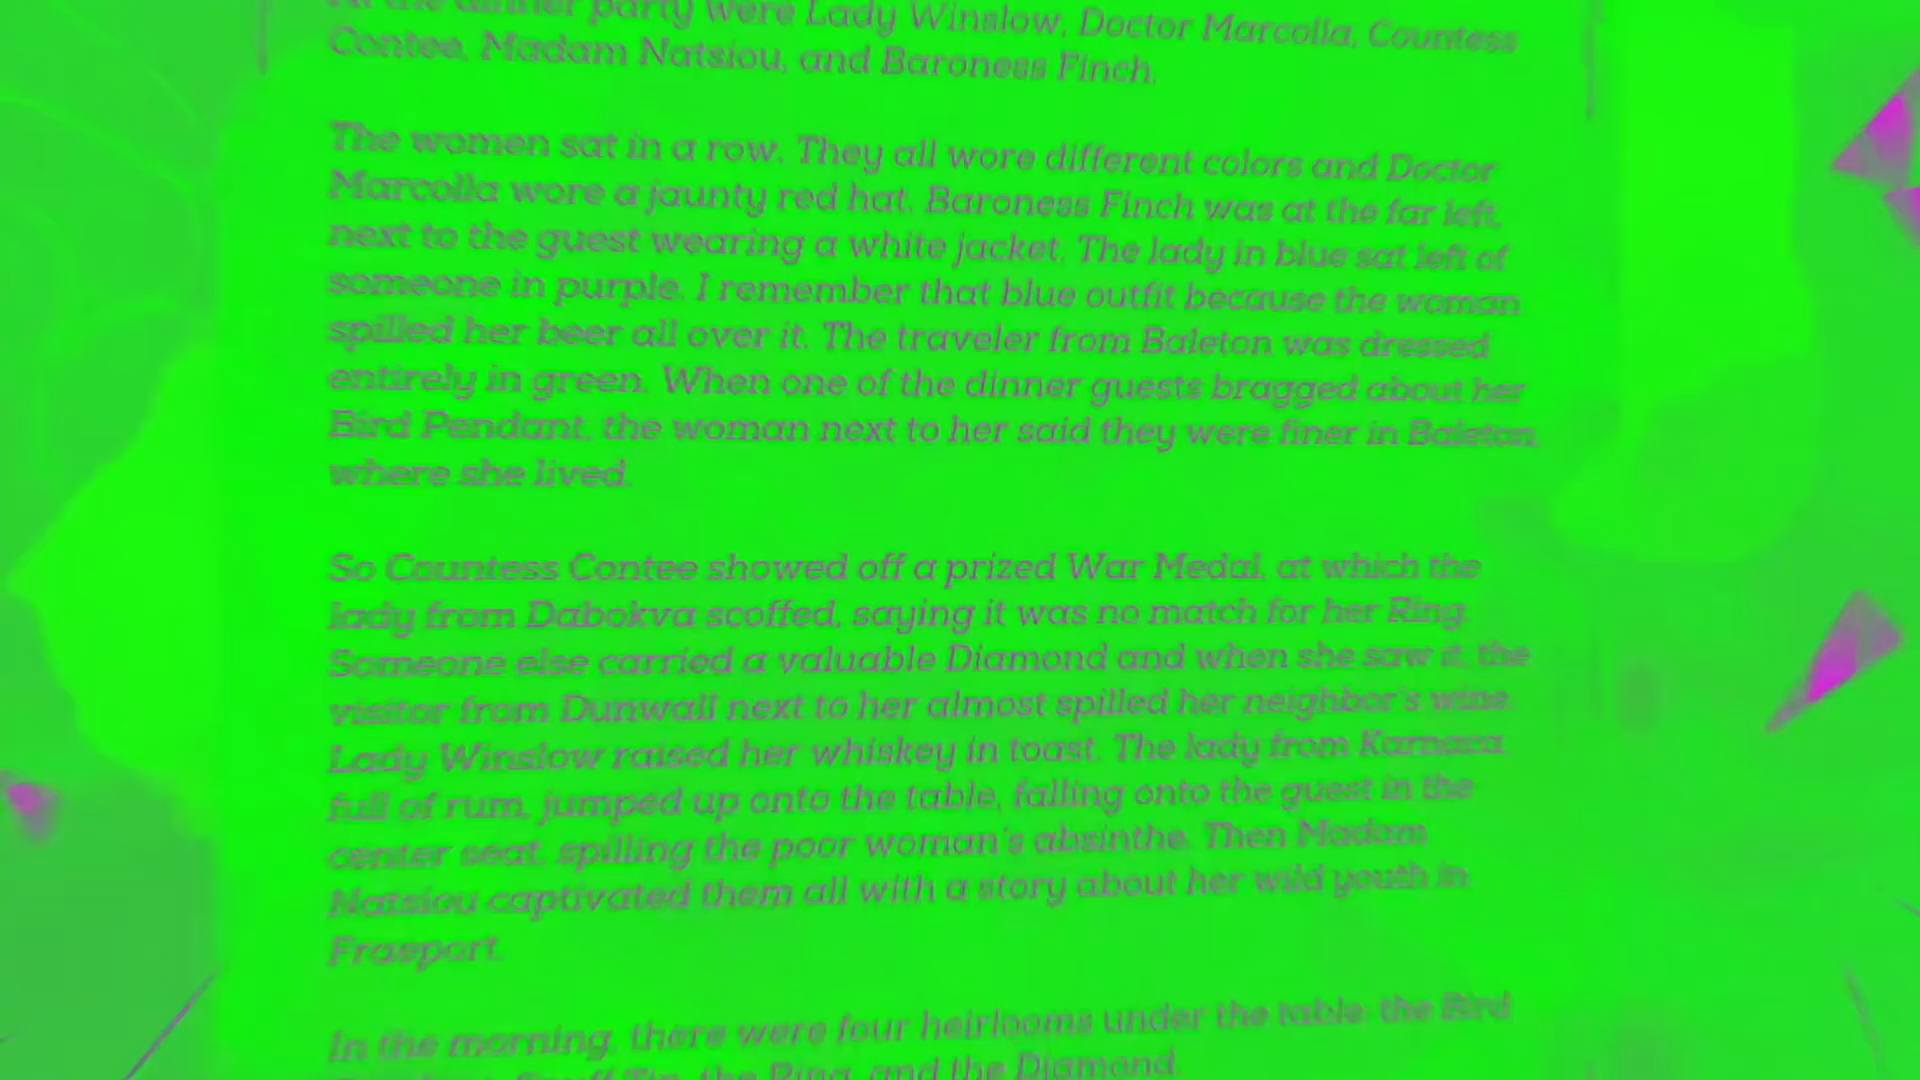 At the dinner party were Lady Winslow, Doctor Marcolla, Countess
Contee, Madam Natsiou, and Baroness Finch.
The women sat in a row. They all wore different colors and Doctor
Marcolla wore a jaunty red hat. Baroness Finch was at the far left,
next to the guest wearing a white jacket. The lady in blue sat left of
someone in purple. I remember that blue outfit because the woman
spilled her beer all over it. The traveler from Baleton was dressed
entirely in green. When one of the dinner guests bragged about her
Bird Pendant, the woman next to her said they were finer in Baleton,
where she lived.
So Countess Contee showed off a prized War Medal, at which the
lady from Dabokva scoffed, saying it was no match for her Ring.
Someone else carried a valuable Diamond and when she saw it, the
visitor from Dunwall next to her almost spilled her neighbor's wine.
Lady Winslow raised her whiskey in toast. The lady from Karnaca,
full of rum, jumped up onto the table, falling onto the guest in the
center seat, spilling the poor woman's absinthe. Then Madam
Natsiou captivated them all with a story about her wild youth in
Fraeport.
In the morning, there were four heirlooms under the table: the Bird
Snuff Tin, the Ring, and the Diamond.